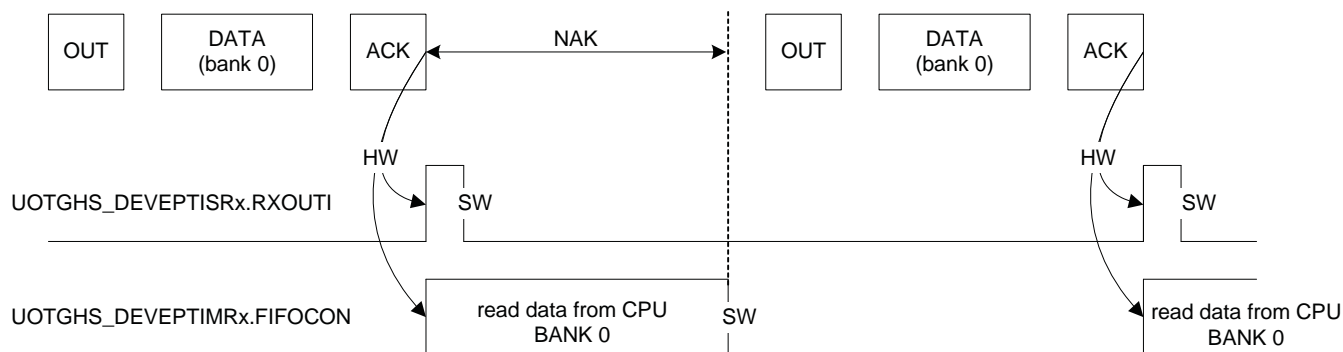 OUT
DATA
(bank 0)
ACK
NAK
OUT
DATA
(bank 0)
ACK
HW
HW
UOTGHS_DEVEPTISRx.RXOUTI
SW
SW
UOTGHS_DEVEPTIMRx.FIFOCON
read data from CPU
BANK 0
SW
read data from CPU
BANK 0